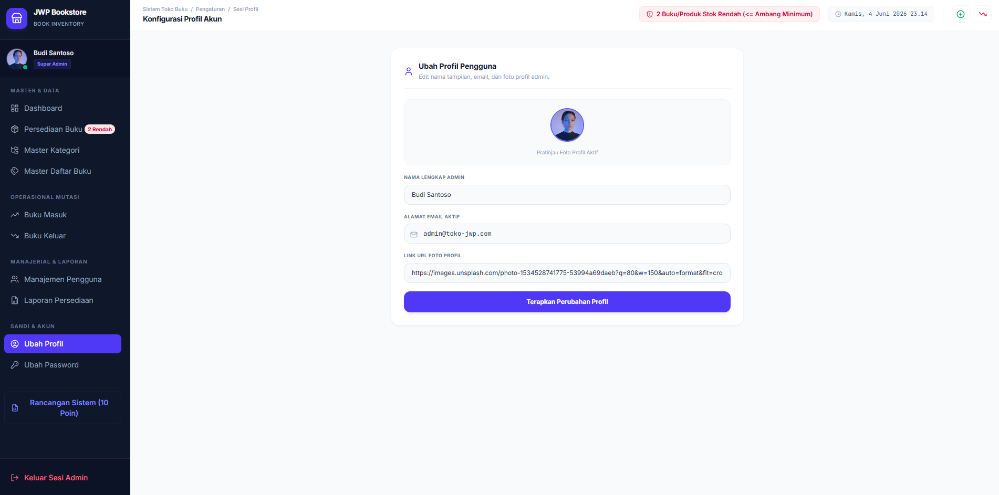 JWP Bookstore
BOOK INVENTORY
Budi Santoso
Super Admin
MASTER & DATA
Dashboard
Persediaan Buku 2 Rendah
Master Kategori
Master Daftar Buku
OPERASIONAL MUTASI
Buku Masuk
Buku Keluar
MANAJERIAL & LAPORAN
Manajemen Pengguna
Laporan Persediaan
SANDI & AKUN
Ubah Profil
Ubah Password
Rancangan Sistem (10
Poin)
Keluar Sesi Admin
Sistem Toko Buku / Pengaturan / Sesi Profil
Konfigurasi Profil Akun
2 Buku/Produk Stok Rendah (<= Ambang Minimum)
Kamis, 4 Juni 2026 23.14
Ubah Profil Pengguna
Edit nama tampilan, email, dan foto profil admin.
Pratinjau Foto Profil Aktif
NAMA LENGKAP ADMIN
Budi Santoso
ALAMAT EMAIL AKTIF
admin@toko-jwp.com
LINK URL FOTO PROFIL
https://images.unsplash.com/photo-1534528741775-53994a69daeb?q=80&w=150&auto=format&fit=cro
Terapkan Perubahan Profil